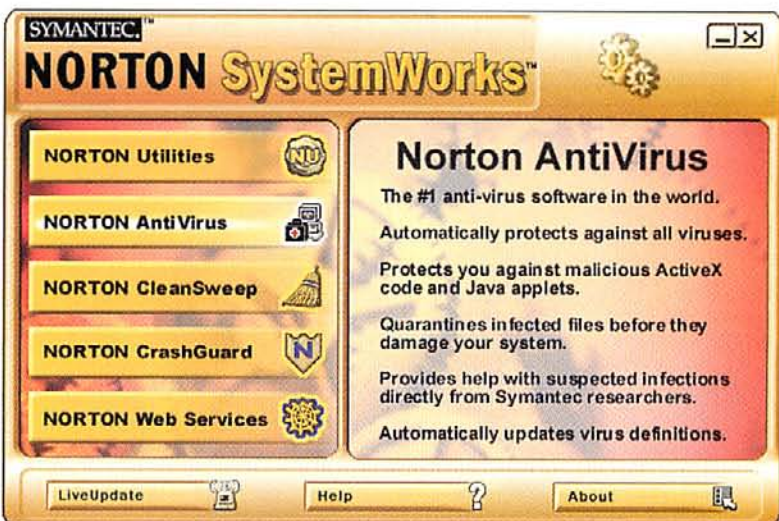 SYMANTEC.™
NORTON SystemWorks™
NORTON Utilities
NU
NORTON AntiVirus
NORTON CleanSweep
NORTON CrashGuard
N
NORTON Web Services
Norton AntiVirus
The #1 anti-virus software in the world.
Automatically protects against all viruses.
Protects you against malicious ActiveX
code and Java applets.
Quarantines infected files before they
damage your system.
Provides help with suspected infections
directly from Symantec researchers.
Automatically updates virus definitions.
LiveUpdate
Help
?
About